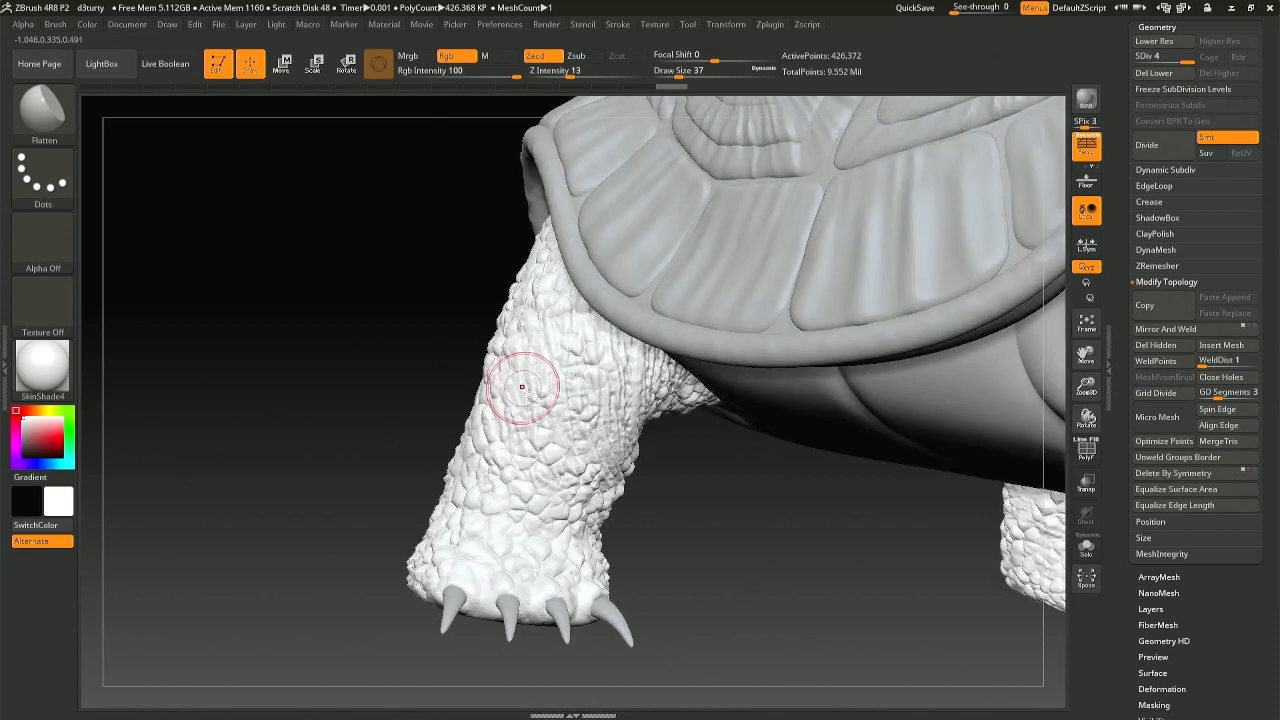 ZBrush 4R8 P2 d3turty • Free Mem 5.112GB • Active Mem 1160 • Scratch Disk 48 • Timer▶0.001 • PolyCount▶426.368 KP • MeshCount▶1 QuickSave See-through 0 Menus DefaultZScript
Alpha Brush Color Document Draw Edit File Layer Light Macro Marker Material Movie Picker Preferences Render Stencil Stroke Texture Tool Transform Zplugin Zscript
-1.046,0.335,0.491
Home Page LightBox Live Boolean Edit Draw Move Scale Rotate
Mrgb Rgb M Zadd Zsub Zcut Focal Shift 0 ActivePoints: 426,372
Rgb Intensity 100 Z Intensity 13 Draw Size 37 Dynamic TotalPoints: 9.552 Mil
Flatten
Dots
Alpha Off
Texture Off
SkinShade4
Gradient
SwitchColor
Alternate
BPR
SPix 3
Dynamic
Persp
Floor
Local
L.Sym
XYZ
Frame
Move
Zoom3D
Rotate
Line Fill
PolyF
Transp
Ghost
Dynamic
Solo
Xpose
Geometry
Lower Res Higher Res
SDiv 4 Cage Rstr
Del Lower Del Higher
Freeze SubDivision Levels
Reconstruct Subdiv
Convert BPR To Geo
Divide Smt
Suv ReUV
Dynamic Subdiv
EdgeLoop
Crease
ShadowBox
ClayPolish
DynaMesh
ZRemesher
Modify Topology
Copy Paste Append
Paste Replace
Mirror And Weld
Del Hidden Insert Mesh
WeldPoints WeldDist 1
MeshFromBrush Close Holes
Grid Divide GD Segments 3
Micro Mesh Spin Edge
Align Edge
Optimize Points MergeTris
Unweld Groups Border
Delete By Symmetry
Equalize Surface Area
Equalize Edge Length
Position
Size
MeshIntegrity
ArrayMesh
NanoMesh
Layers
FiberMesh
Geometry HD
Preview
Surface
Deformation
Masking